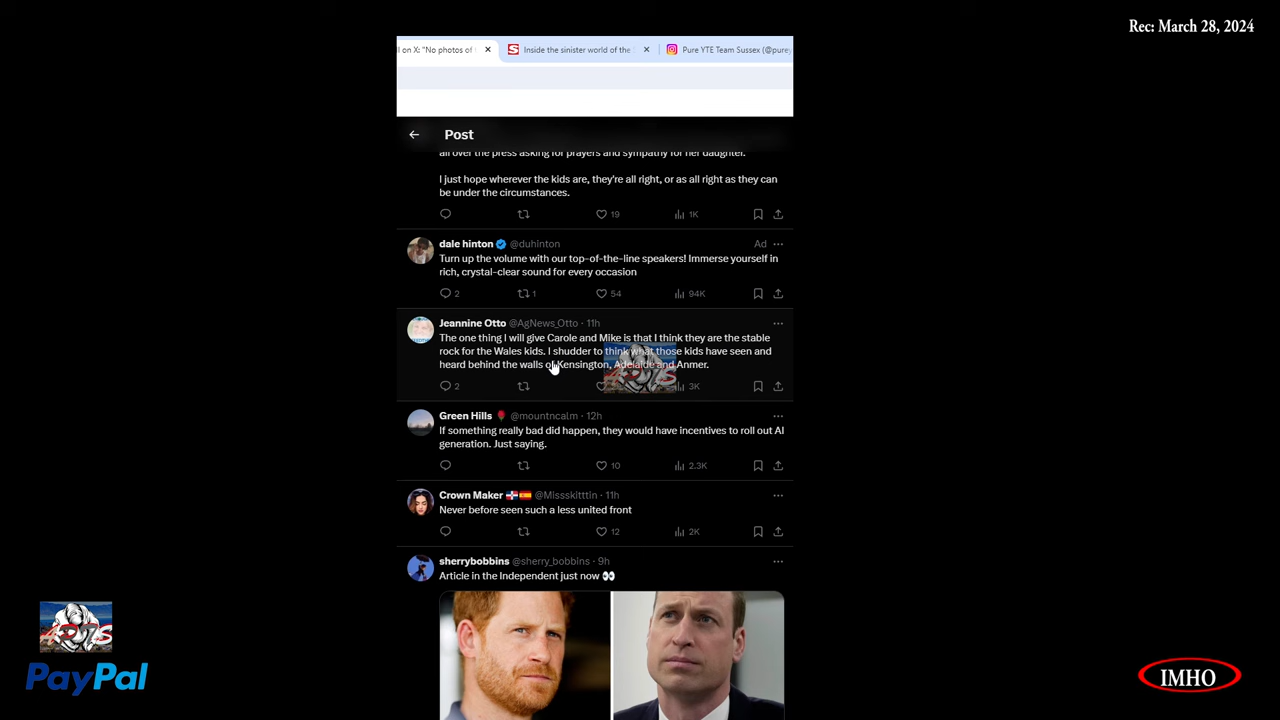 Rec: March 28, 2024
ll on X: "No photos of
Inside the sinister world of the
Pure YTE Team Sussex (@pure
Post
all over the press asking for prayers and sympathy for her daughter.
I just hope wherever the kids are, they're all right, or as all right as they can
be under the circumstances.
19
1K
dale hinton @duhinton
Ad
Turn up the volume with our top-of-the-line speakers! Immerse yourself in
rich, crystal-clear sound for every occasion
2
1
54
94K
Jeannine Otto @AgNews_Otto · 11h
The one thing I will give Carole and Mike is that I think they are the stable
rock for the Wales kids. I shudder to think what those kids have seen and
heard behind the walls of Kensington, Adelaide and Anmer.
2
3K
Green Hills @mountncalm · 12h
If something really bad did happen, they would have incentives to roll out AI
generation. Just saying.
10
2.3K
Crown Maker @Missskitttin · 11h
Never before seen such a less united front
12
2K
sherrybobbins @sherry_bobbins · 9h
Article in the Independent just now
PayPal
IMHO